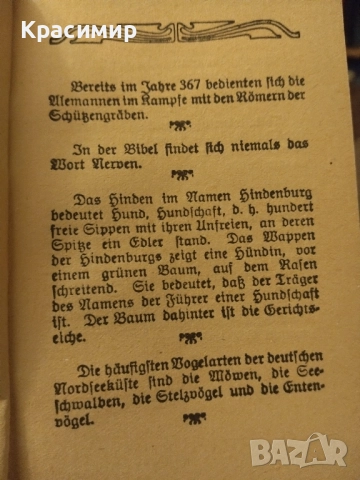 Красимир
Bereits im Jahre 367 bedienten sich die
Alemannen im Kampfe mit den Römern der
Schützengräben.
In der Bibel findet sich niemals das
Wort Nerven.
Das Hinden im Namen Hindenburg
bedeutet Hund, Hundschaft, d. h. hundert
freie Sippen mit ihren Unfreien, an deren
Spitze ein Edler stand. Das Wappen
der Hindenburgs zeigt eine Hündin, vor
einem grünen Baum, auf dem Rasen
schreitend. Sie bedeutet, daß der Träger
des Namens der Führer einer Hundschaft
ist. Der Baum dahinter ist die Gerichts-
eiche.
Die häufigsten Vogelarten der deutschen
Nordseeküste sind die Möwen, die See-
schwalben, die Stelzvögel und die Enten-
vögel.
BAZAR
bg